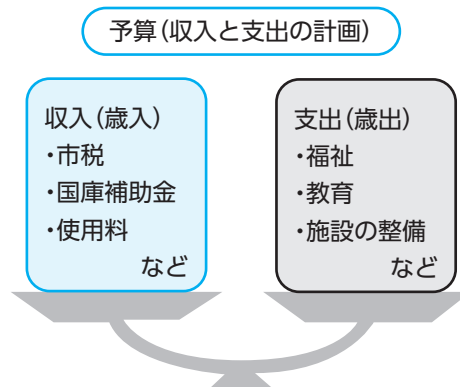 予算(収入と支出の計画)
収入(歳入)
・市税
・国庫補助金
・使用料
など
支出(歳出)
・福祉
・教育
・施設の整備
など